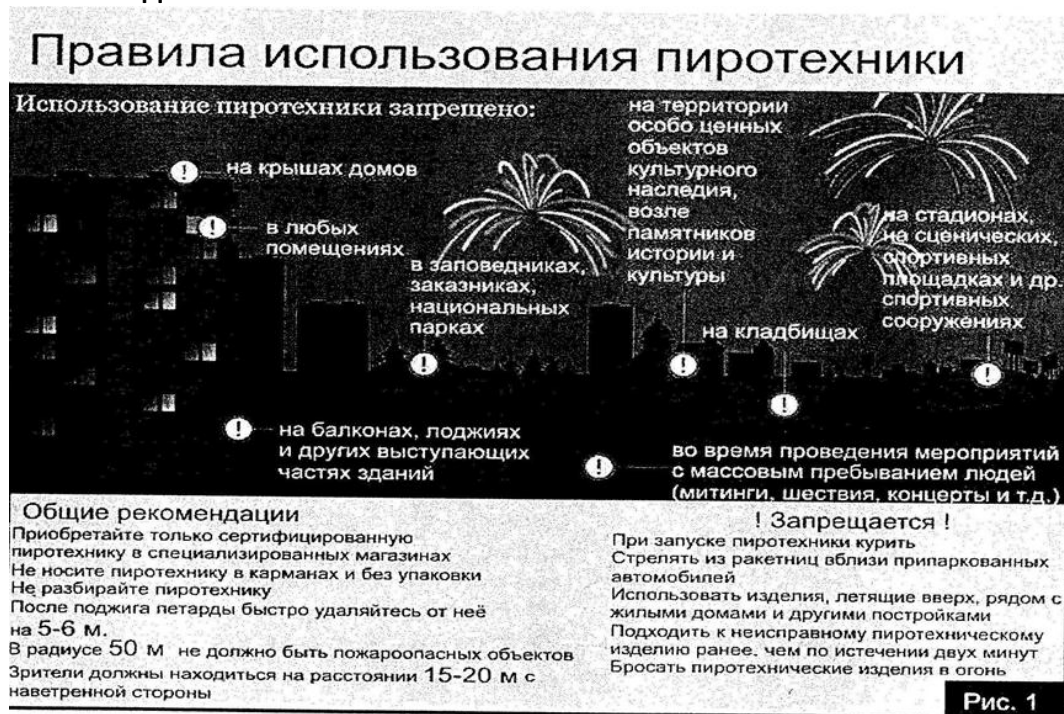 Правила использования пиротехники
Использование пиротехники запрещено:
на крышах домов
в любых
помещениях
в заповедниках,
заказниках,
национальных
парках
на территории
особо ценных
объектов
культурного
наследия,
возле
памятников
истории и
культуры
на стадионах,
на сценических,
спортивных
площадках и др.
спортивных
сооружениях
на кладбищах
на балконах, лоджиях
и других выступающих
частях зданий
во время проведения мероприятий
с массовым пребыванием людей
(митинги, шествия, концерты и т.д.)
Общие рекомендации
Приобретайте только сертифицированную
пиротехнику в специализированных магазинах
Не носите пиротехнику в карманах и без упаковки
Не разбирайте пиротехнику
После поджига петарды быстро удаляйтесь от неё
на 5-6 м.
В радиусе 50 м не должно быть пожароопасных объектов
Зрители должны находиться на расстоянии 15-20 м с
наветренной стороны
! Запрещается !
При запуске пиротехники курить
Стрелять из ракетниц вблизи припаркованных
автомобилей
Использовать изделия, летящие вверх, рядом с
жилыми домами и другими постройками
Подходить к неисправному пиротехническому
изделию ранее, чем по истечении двух минут
Бросать пиротехнические изделия в огонь
Рис. 1